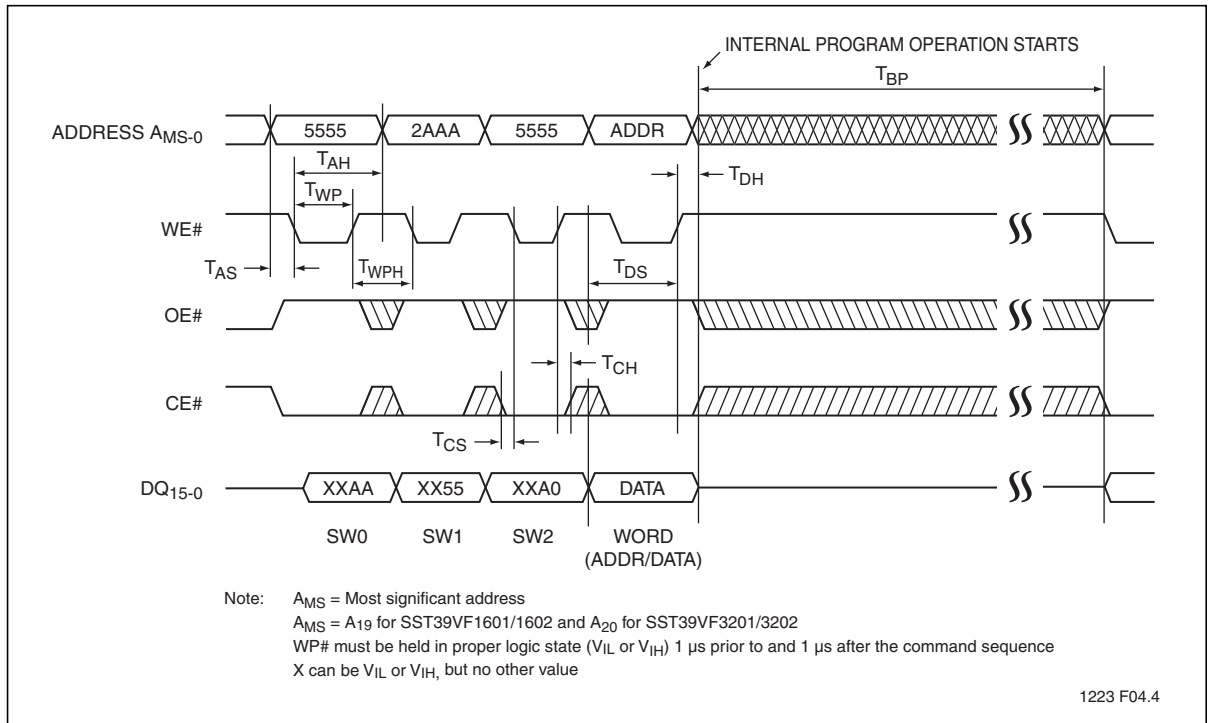 INTERNAL PROGRAM OPERATION STARTS
TBP
ADDRESS AMS-0
5555
2AAA
5555
ADDR
TAH
TDH
TWP
WE#
TAS
TWPH
TDS
OE#
TCH
CE#
TCS
DQ15-0
XXAA
XX55
XXA0
DATA
SW0
SW1
SW2
WORD
(ADDR/DATA)
Note: AMS = Most significant address
AMS = A19 for SST39VF1601/1602 and A20 for SST39VF3201/3202
WP# must be held in proper logic state (VIL or VIH) 1 µs prior to and 1 µs after the command sequence
X can be VIL or VIH, but no other value
1223 F04.4